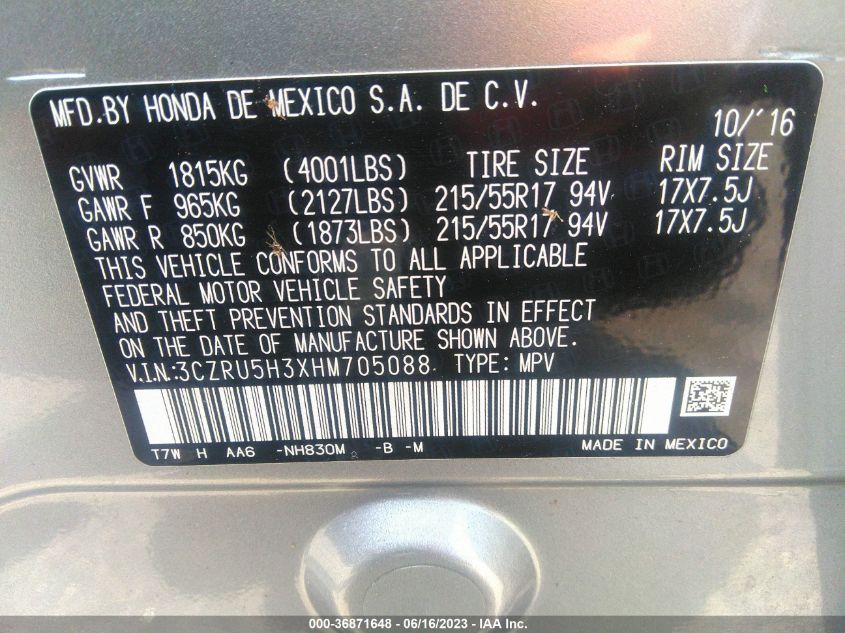 MFD.BY HONDA DE MEXICO S.A. DE C.V.
10/'16
GVWR 1815KG (4001LBS) TIRE SIZE RIM SIZE
GAWR F 965KG (2127LBS) 215/55R17 94V 17X7.5J
GAWR R 850KG (1873LBS) 215/55R17 94V 17X7.5J
THIS VEHICLE CONFORMS TO ALL APPLICABLE
FEDERAL MOTOR VEHICLE SAFETY
AND THEFT PREVENTION STANDARDS IN EFFECT
ON THE DATE OF MANUFACTURE SHOWN ABOVE.
V.I.N.:3CZRU5H3XHM705088 TYPE: MPV
T7W H AA6 -NH830M -B -M MADE IN MEXICO
000-36871648 - 06/16/2023 - IAA Inc.